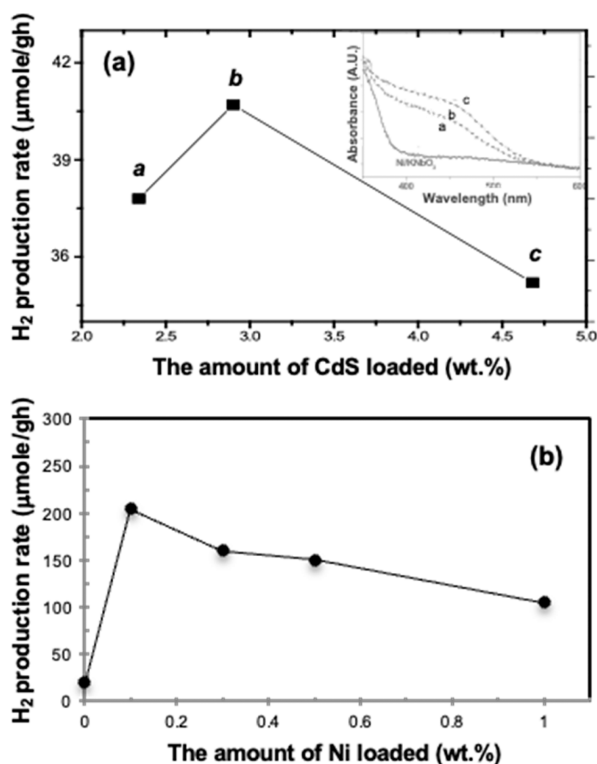 (a)
H₂ production rate (μmole/gh)
42
39
36
a
b
c
Absorbance (A.U.)
c
b
a
Ni/KNbO₃
400
500
600
Wavelength (nm)
2.0 2.5 3.0 3.5 4.0 4.5 5.0
The amount of CdS loaded (wt.%)
(b)
H₂ production rate (μmole/gh)
300
250
200
150
100
50
0
0 0.2 0.4 0.6 0.8 1
The amount of Ni loaded (wt.%)